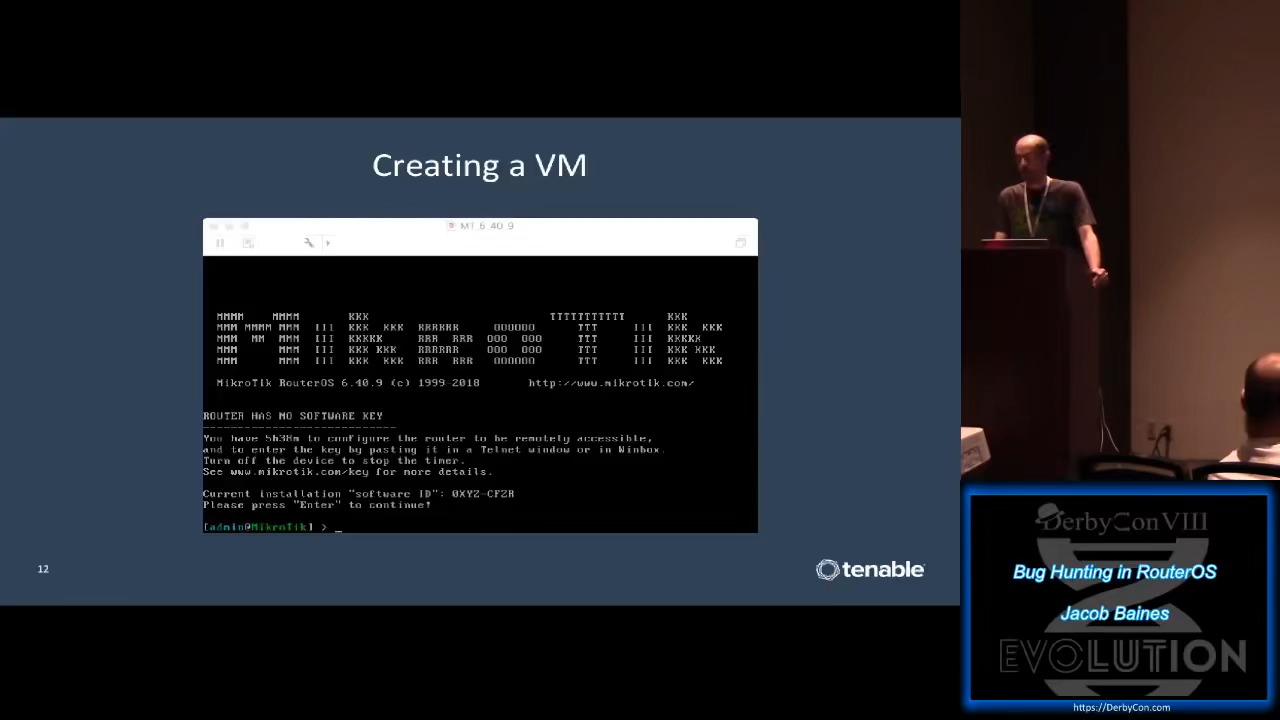 Creating a VM
MT 6.40.9
MikroTik RouterOS 6.40.9 (c) 1999-2018 http://www.mikrotik.com/
ROUTER HAS NO SOFTWARE KEY
----------------------------
You have 5h38m to configure the router to be remotely accessible,
and to enter the key by pasting it in a Telnet window or in Winbox.
Turn off the device to stop the timer.
See www.mikrotik.com/key for more details.
Current installation "software ID": 0XYZ-CFZR
Please press "Enter" to continue!
[admin@MikroTik] > _
12
tenable
DerbyCon VIII
Bug Hunting in RouterOS
Jacob Baines
EVOLUTION
https://DerbyCon.com